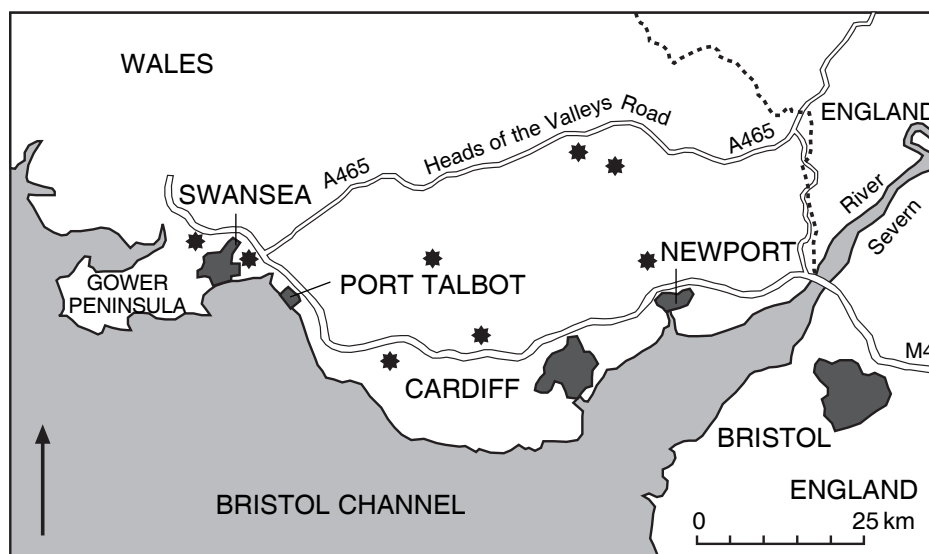 WALES
ENGLAND
Heads of the Valleys Road
A465
A465
River
Severn
SWANSEA
GOWER
PENINSULA
PORT TALBOT
NEWPORT
M4
CARDIFF
BRISTOL
BRISTOL CHANNEL
ENGLAND
0 25 km